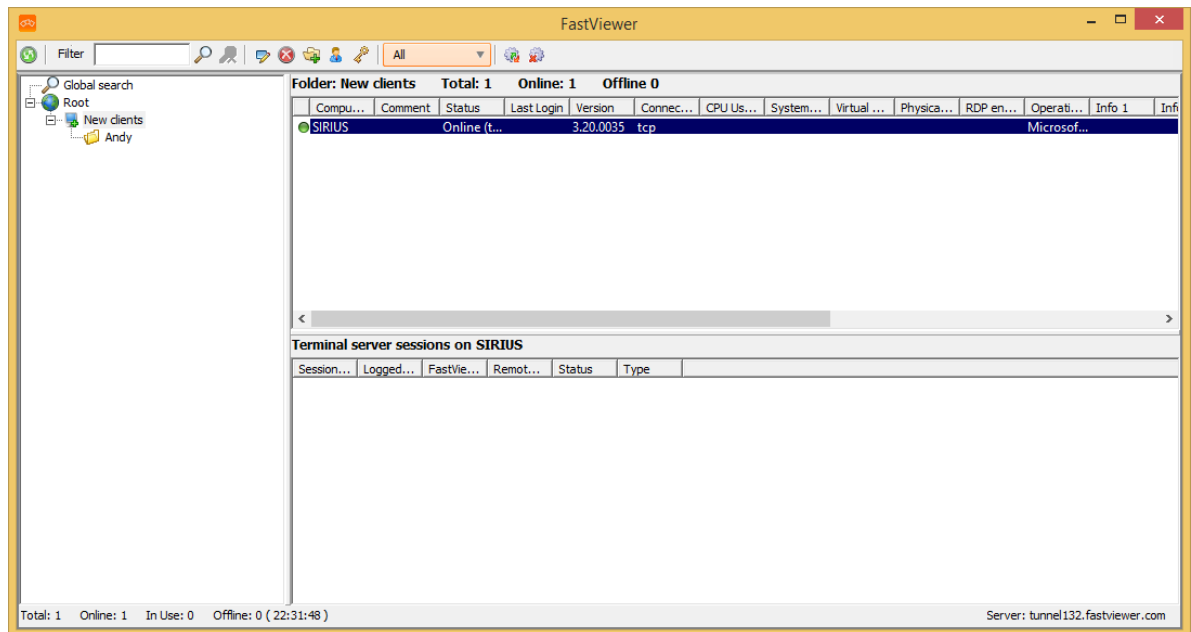 FastViewer
Filter All
Global search
Root
New clients
Andy
Folder: New clients Total: 1 Online: 1 Offline 0
Compu... Comment Status Last Login Version Connec... CPU Us... System... Virtual ... Physica... RDP en... Operati... Info 1 Inf
SIRIUS Online (t... 3.20.0035 tcp Microsof...
Terminal server sessions on SIRIUS
Session... Logged... FastVie... Remot... Status Type
Total: 1 Online: 1 In Use: 0 Offline: 0 ( 22:31:48 ) Server: tunnel132.fastviewer.com